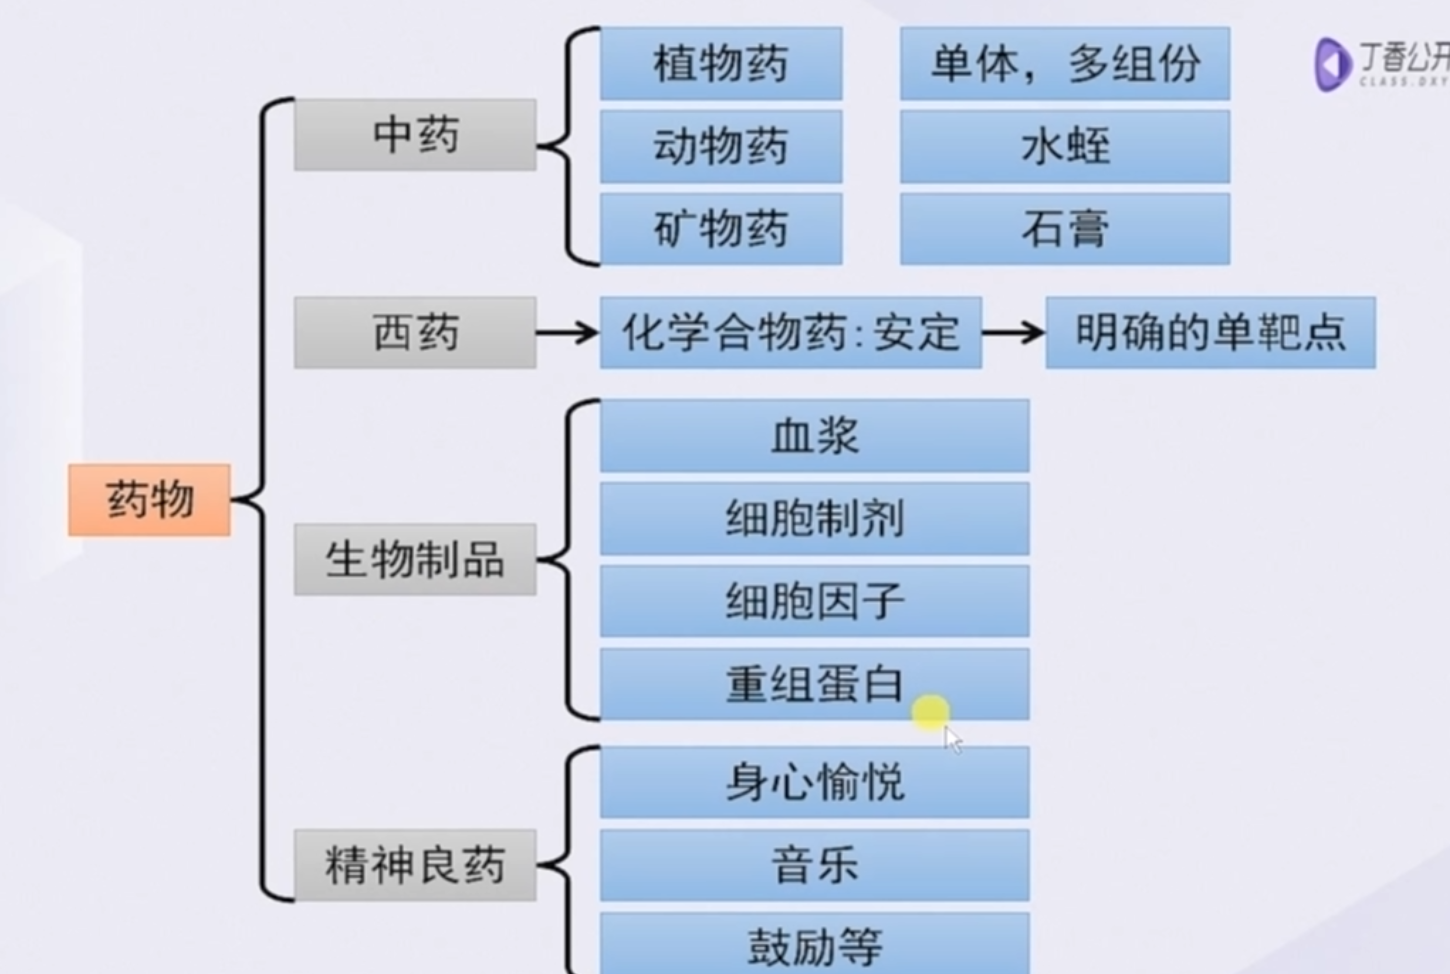 植物药 单体，多组份
丁香公开
CLASS.DXY
中药
动物药 水蛭
矿物药 石膏
西药 化学合物药:安定 明确的单靶点
血浆
细胞制剂
药物
生物制品
细胞因子
重组蛋白
身心愉悦
精神良药
音乐
鼓励等